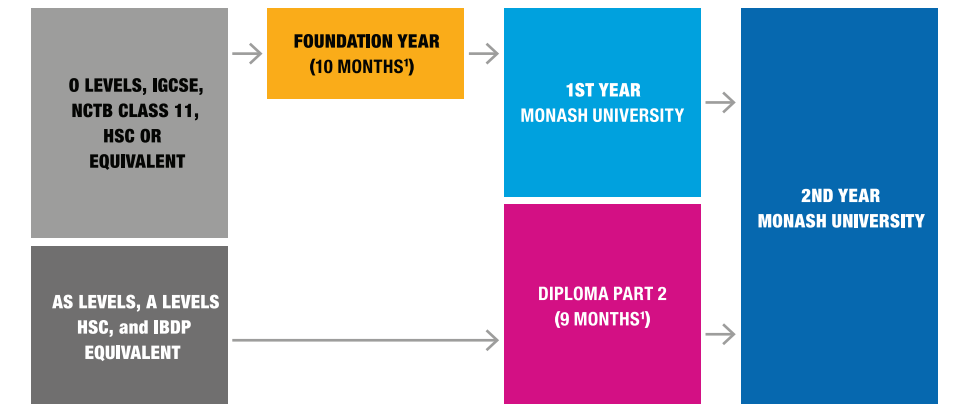 O LEVELS, IGCSE,
NCTB CLASS 11,
HSC OR
EQUIVALENT
FOUNDATION YEAR
(10 MONTHS¹)
1ST YEAR
MONASH UNIVERSITY
2ND YEAR
MONASH UNIVERSITY
AS LEVELS, A LEVELS
HSC, and IBDP
EQUIVALENT
DIPLOMA PART 2
(9 MONTHS¹)